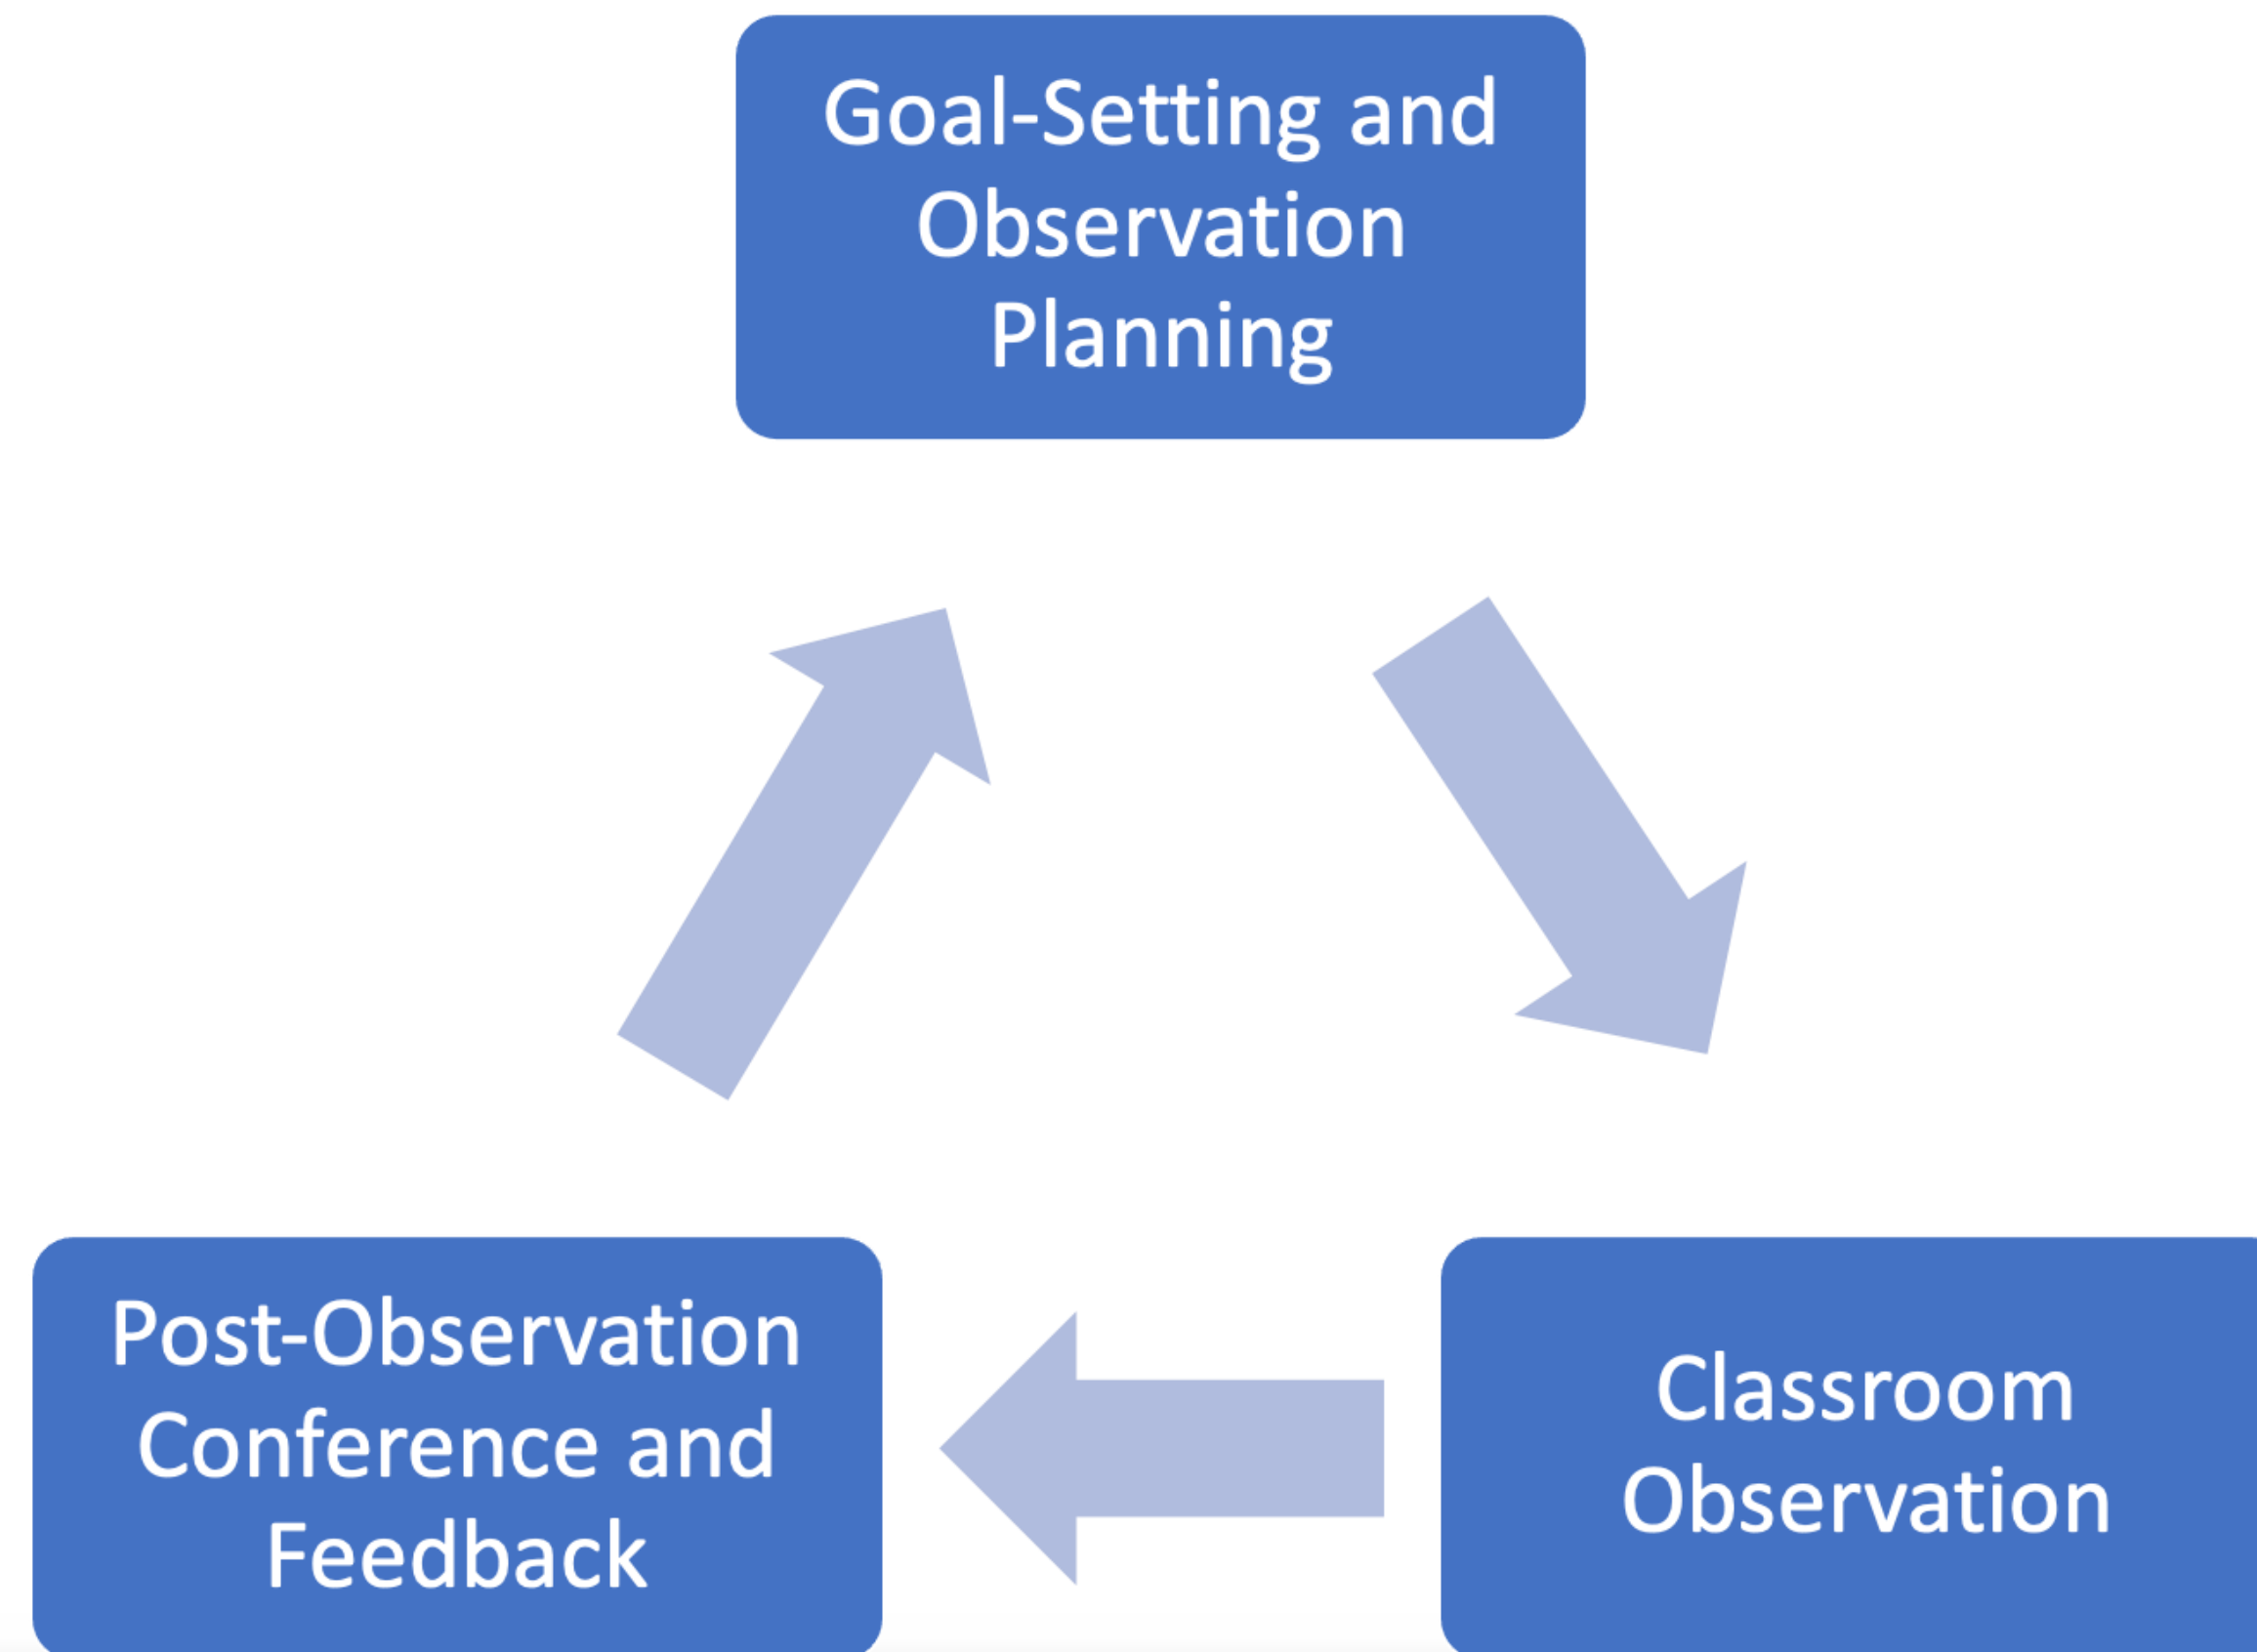 Goal-Setting and
Observation
Planning
Classroom
Observation
Post-Observation
Conference and
Feedback